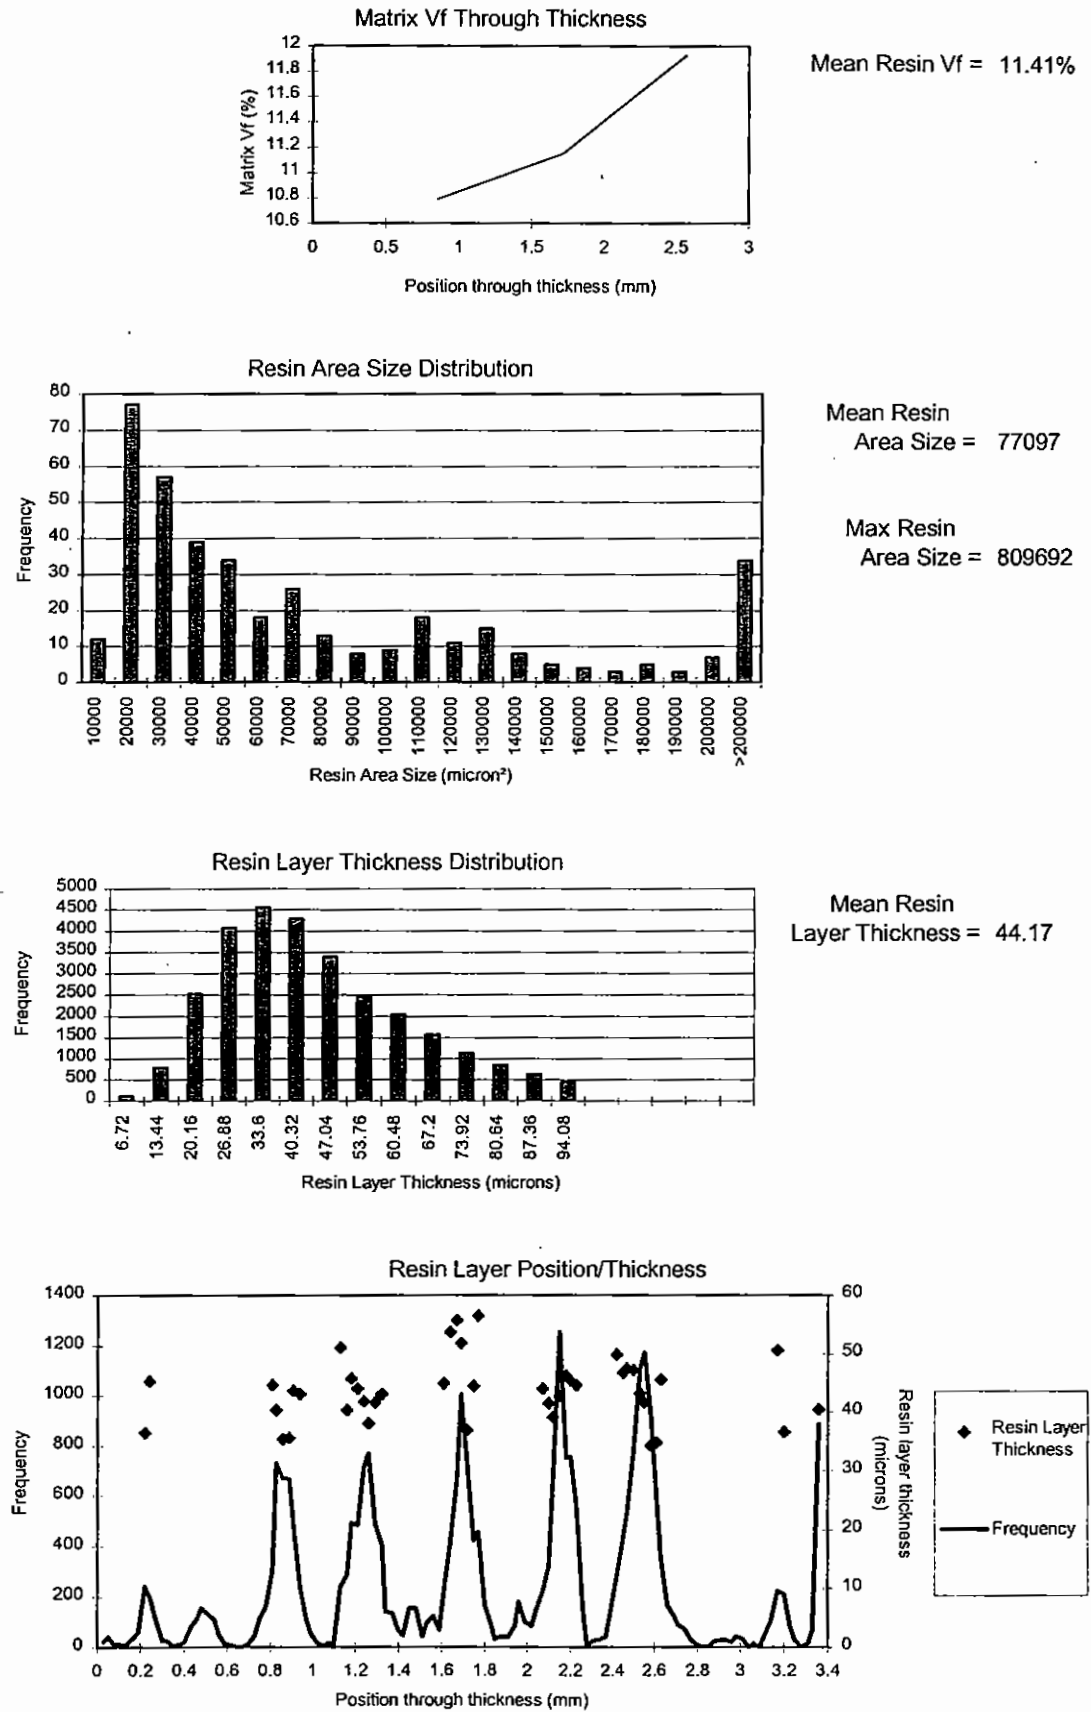 Matrix Vf Through Thickness
12
11.8
11.6
11.4
11.2
11
10.8
10.6
Matrix Vf (%)
0 0.5 1 1.5 2 2.5 3
Position through thickness (mm)
Mean Resin Vf = 11.41%
Resin Area Size Distribution
80
70
60
50
40
30
20
10
0
Frequency
10000 20000 30000 40000 50000 60000 70000 80000 90000 100000 110000 120000 130000 140000 150000 160000 170000 180000 190000 200000 >200000
Resin Area Size (micron²)
Mean Resin
Area Size = 77097
Max Resin
Area Size = 809692
Resin Layer Thickness Distribution
5000
4500
4000
3500
3000
2500
2000
1500
1000
500
0
Frequency
6.72 13.44 20.16 26.88 33.6 40.32 47.04 53.76 60.48 67.2 73.92 80.64 87.36 94.08
Resin Layer Thickness (microns)
Mean Resin
Layer Thickness = 44.17
Resin Layer Position/Thickness
1400
1200
1000
800
600
400
200
0
Frequency
0 0.2 0.4 0.6 0.8 1 1.2 1.4 1.6 1.8 2 2.2 2.4 2.6 2.8 3 3.2 3.4
Position through thickness (mm)
60
50
40
30
20
10
0
Resin layer thickness
(microns)
Resin Layer
Thickness
Frequency